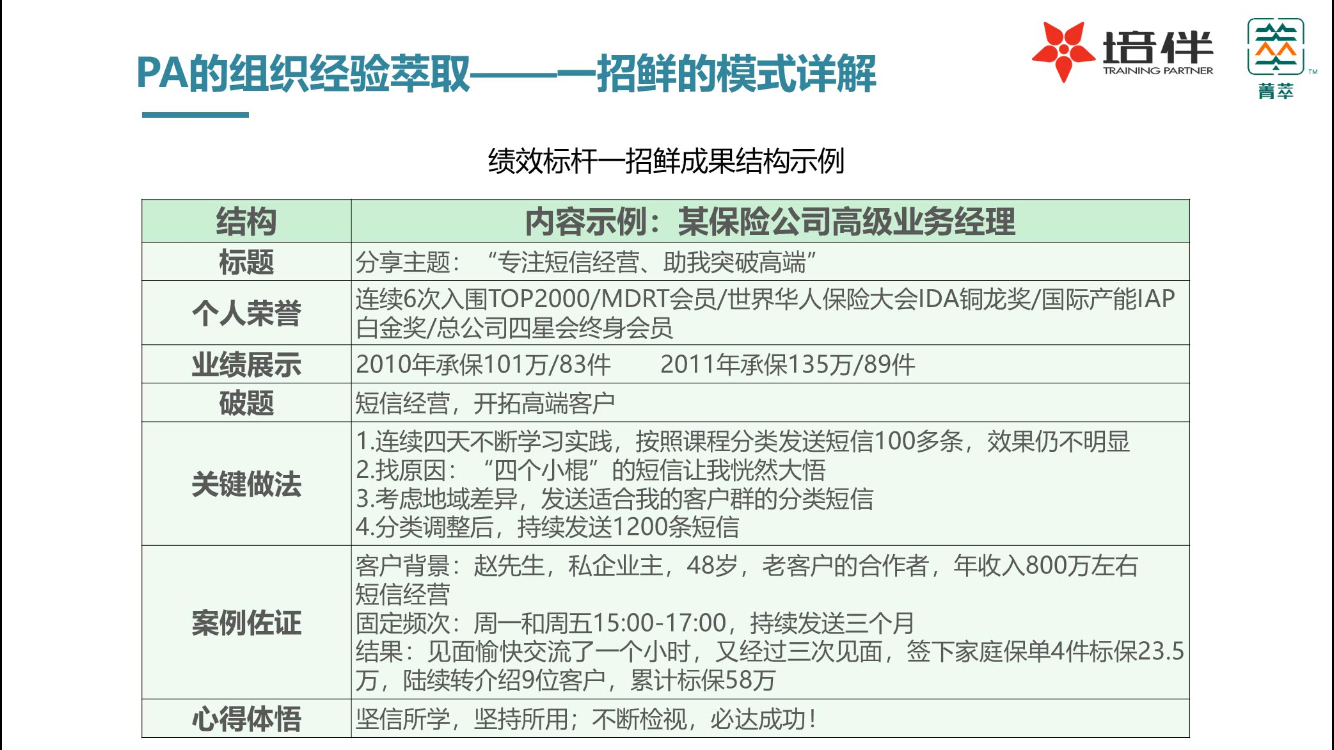 PA的组织经验萃取——一招鲜的模式详解
培伴
TRAINING PARTNER
TM
菁萃
绩效标杆一招鲜成果结构示例
结构
内容示例：某保险公司高级业务经理
标题
分享主题：“专注短信经营、助我突破高端”
个人荣誉
连续6次入围TOP2000/MDRT会员/世界华人保险大会IDA铜龙奖/国际产能IAP
白金奖/总公司四星会终身会员
业绩展示
2010年承保101万/83件 2011年承保135万/89件
破题
短信经营，开拓高端客户
关键做法
1.连续四天不断学习实践，按照课程分类发送短信100多条，效果仍不明显
2.找原因：“四个小棍”的短信让我恍然大悟
3.考虑地域差异，发送适合我的客户群的分类短信
4.分类调整后，持续发送1200条短信
案例佐证
客户背景：赵先生，私企业主，48岁，老客户的合作者，年收入800万左右
短信经营
固定频次：周一和周五15:00-17:00，持续发送三个月
结果：见面愉快交流了一个小时，又经过三次见面，签下家庭保单4件标保23.5
万，陆续转介绍9位客户，累计标保58万
心得体悟
坚信所学，坚持所用；不断检视，必达成功！